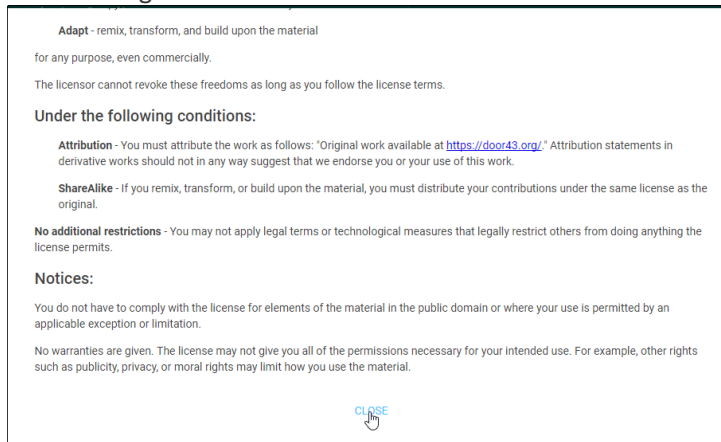 Adapt - remix, transform, and build upon the material
for any purpose, even commercially.
The licensor cannot revoke these freedoms as long as you follow the license terms.
Under the following conditions:
Attribution - You must attribute the work as follows: "Original work available at https://door43.org/." Attribution statements in
derivative works should not in any way suggest that we endorse you or your use of this work.
ShareAlike - If you remix, transform, or build upon the material, you must distribute your contributions under the same license as the
original.
No additional restrictions - You may not apply legal terms or technological measures that legally restrict others from doing anything the
license permits.
Notices:
You do not have to comply with the license for elements of the material in the public domain or where your use is permitted by an
applicable exception or limitation.
No warranties are given. The license may not give you all of the permissions necessary for your intended use. For example, other rights
such as publicity, privacy, or moral rights may limit how you use the material.
CLOSE